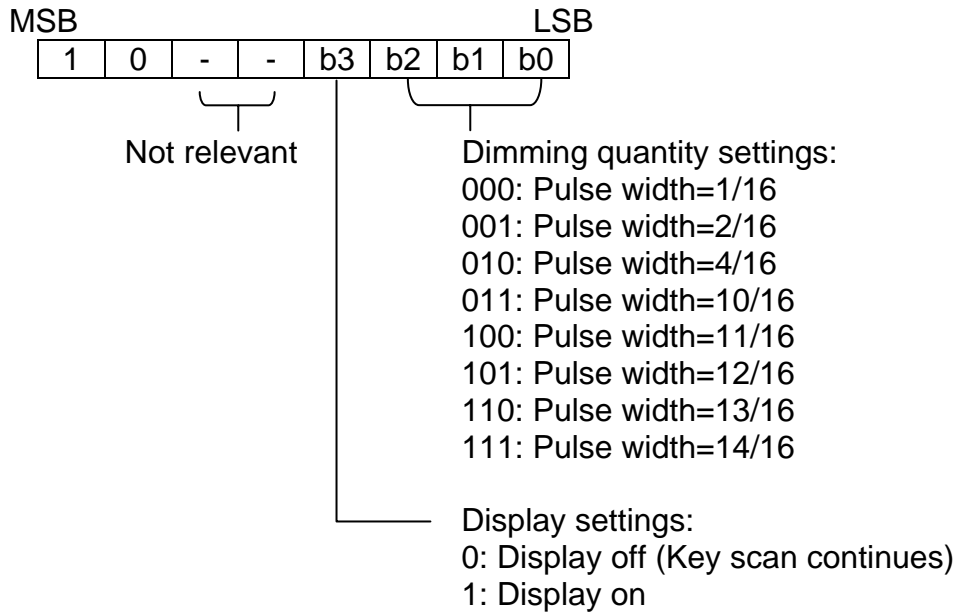 MSB LSB
1 0 - - b3 b2 b1 b0
Not relevant
Dimming quantity settings:
000: Pulse width=1/16
001: Pulse width=2/16
010: Pulse width=4/16
011: Pulse width=10/16
100: Pulse width=11/16
101: Pulse width=12/16
110: Pulse width=13/16
111: Pulse width=14/16
Display settings:
0: Display off (Key scan continues)
1: Display on